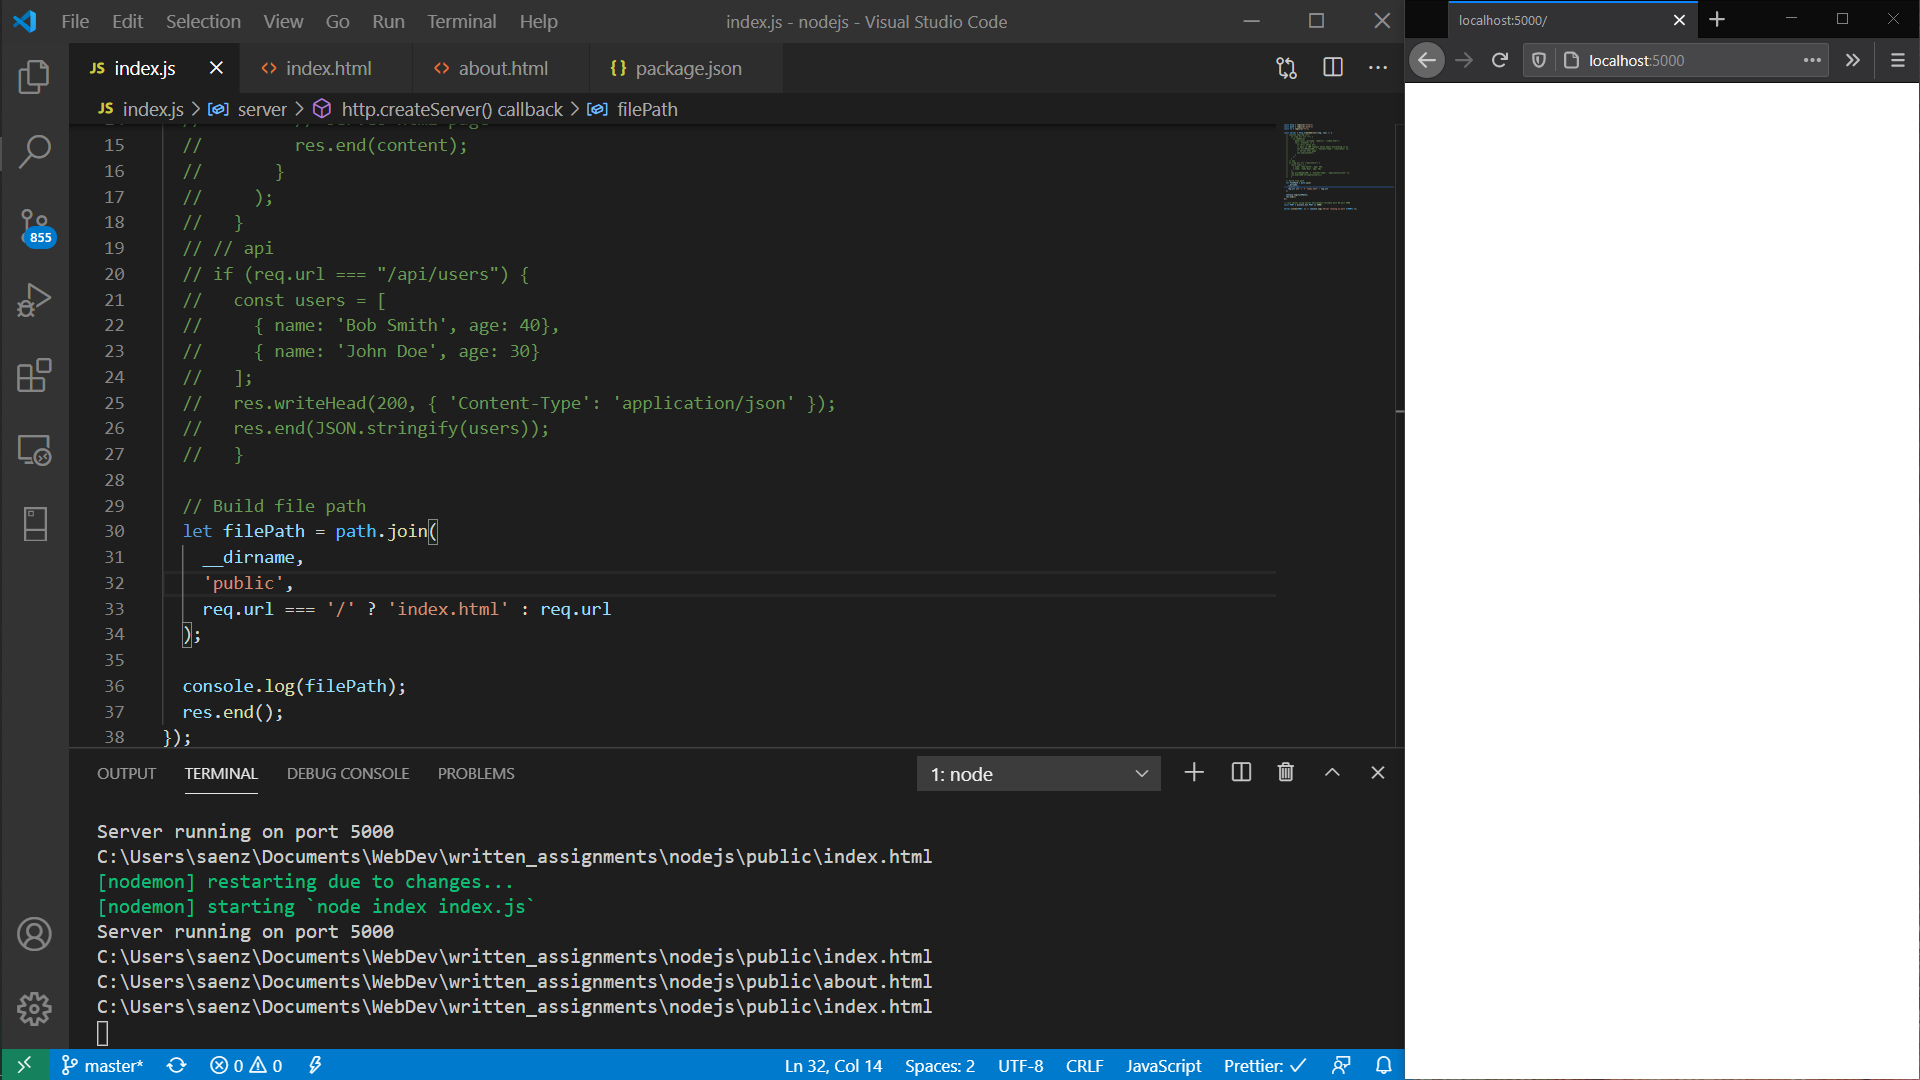 File Edit Selection View Go Run Terminal Help
index.js - nodejs - Visual Studio Code
JS index.js
<> index.html
<> about.html
{} package.json
JS index.js > server > http.createServer() callback > filePath
15 // res.end(content);
16 // }
17 // );
18 // }
19 // // api
20 // if (req.url === "/api/users") {
21 // const users = [
22 // { name: 'Bob Smith', age: 40},
23 // { name: 'John Doe', age: 30}
24 // ];
25 // res.writeHead(200, { 'Content-Type': 'application/json' });
26 // res.end(JSON.stringify(users));
27 // }
28
29 // Build file path
30 let filePath = path.join(
31 __dirname,
32 'public',
33 req.url === '/' ? 'index.html' : req.url
34 );
35
36 console.log(filePath);
37 res.end();
38 });
855
OUTPUT TERMINAL DEBUG CONSOLE PROBLEMS
1: node
Server running on port 5000
C:\Users\saenz\Documents\WebDev\written_assignments\nodejs\public\index.html
[nodemon] restarting due to changes...
[nodemon] starting `node index index.js`
Server running on port 5000
C:\Users\saenz\Documents\WebDev\written_assignments\nodejs\public\index.html
C:\Users\saenz\Documents\WebDev\written_assignments\nodejs\public\about.html
C:\Users\saenz\Documents\WebDev\written_assignments\nodejs\public\index.html
master* 0 0
Ln 32, Col 14 Spaces: 2 UTF-8 CRLF JavaScript Prettier: ✓
localhost:5000/
localhost:5000